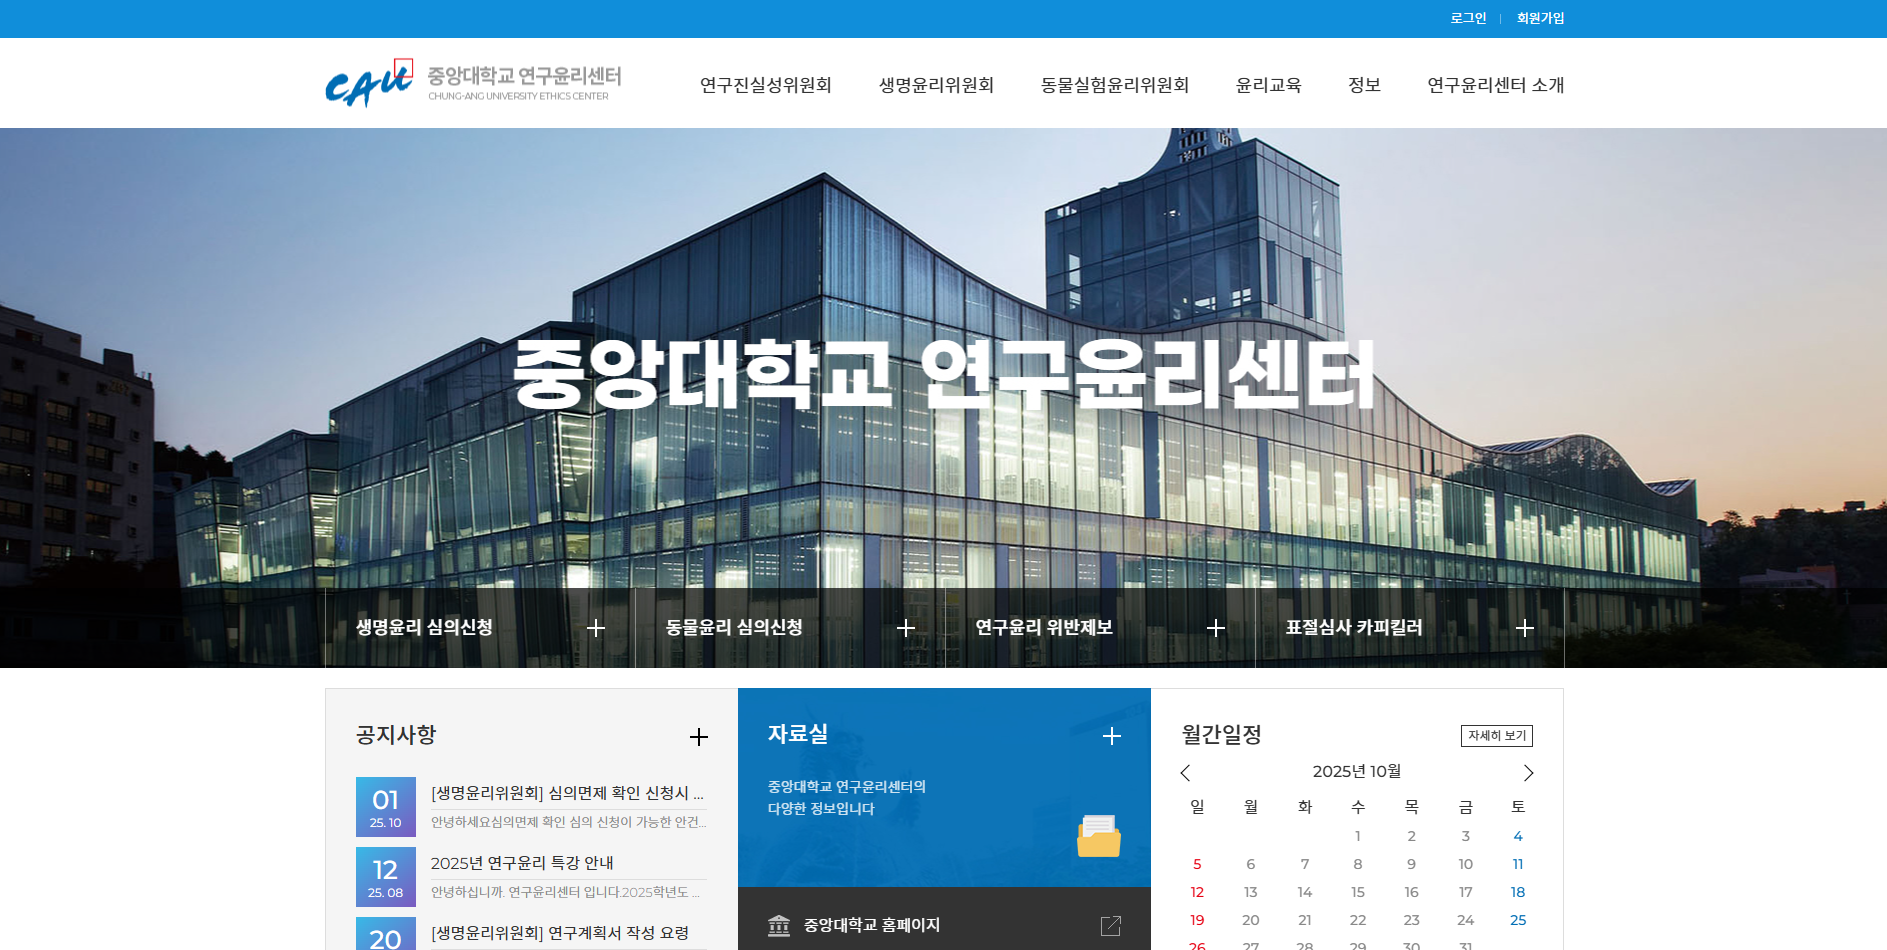 로그인
회원가입
CAU
중앙대학교 연구윤리센터
CHUNG-ANG UNIVERSITY ETHICS CENTER
연구진실성위원회
생명윤리위원회
동물실험윤리위원회
윤리교육
정보
연구윤리센터 소개
중앙대학교 연구윤리센터
생명윤리 심의신청
동물윤리 심의신청
연구윤리 위반제보
표절심사 카피킬러
공지사항
01
25. 10
[생명윤리위원회] 심의면제 확인 신청시 ...
안녕하세요심의면제 확인 심의 신청이 가능한 안건...
12
25. 08
2025년 연구윤리 특강 안내
안녕하십니까. 연구윤리센터 입니다.2025학년도 ...
20
[생명윤리위원회] 연구계획서 작성 요령
자료실
중앙대학교 연구윤리센터의
다양한 정보입니다
중앙대학교 홈페이지
월간일정
자세히 보기
2025년 10월
일 월 화 수 목 금 토
1 2 3 4
5 6 7 8 9 10 11
12 13 14 15 16 17 18
19 20 21 22 23 24 25
26 27 28 29 30 31